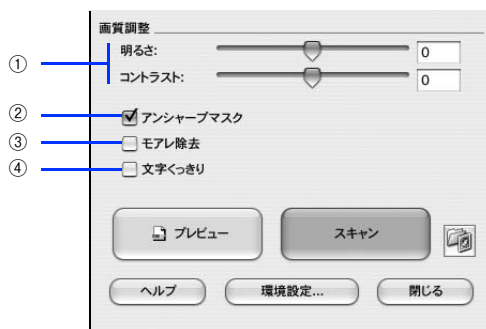 画質調整
① 明るさ: 0
コントラスト: 0
② アンシャープマスク
③ モアレ除去
④ 文字くっきり
プレビュー スキャン
ヘルプ 環境設定... 閉じる